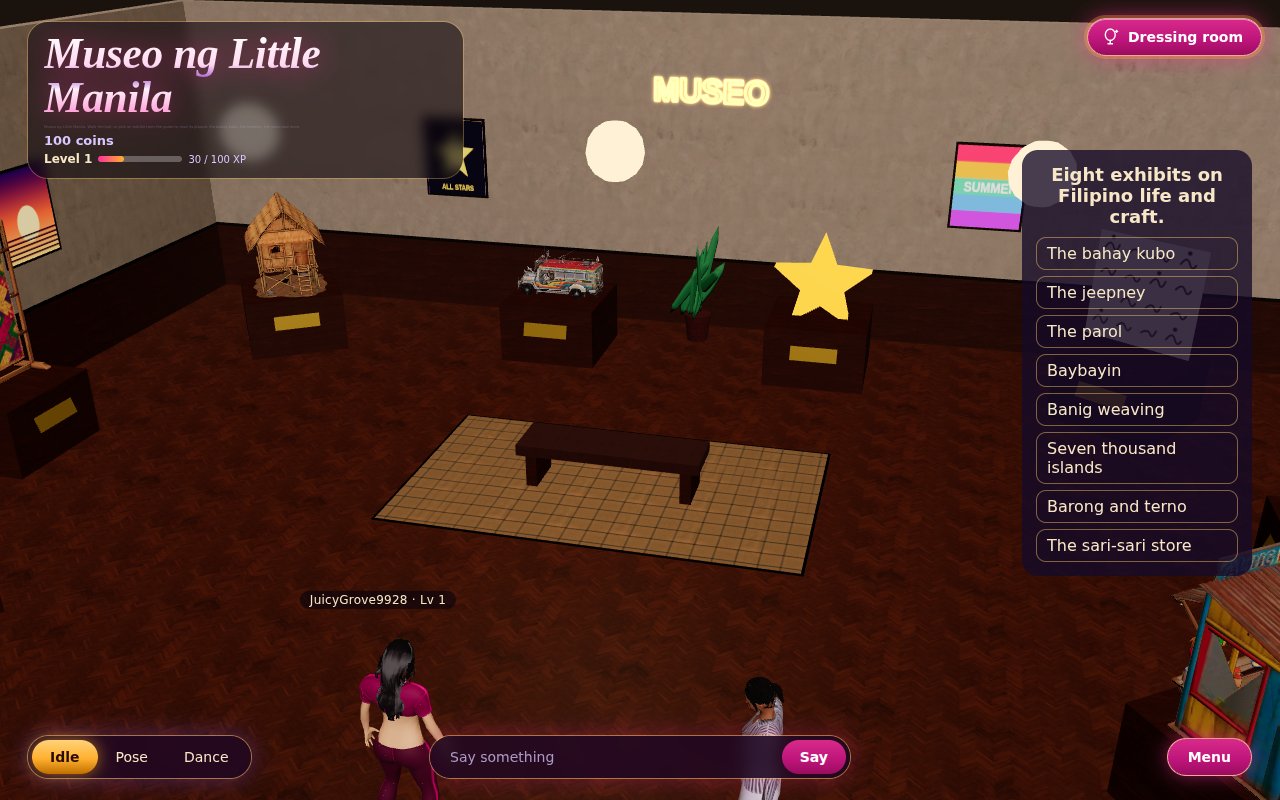 Museo ng Little
Manila
100 coins
Level 1
30 / 100 XP
Dressing room
MUSEO
ALL STARS
SUMMER
Eight exhibits on
Filipino life and
craft.
The bahay kubo
The jeepney
The parol
Baybayin
Banig weaving
Seven thousand
islands
Barong and terno
The sari-sari store
JuicyGrove9928 · Lv 1
Idle
Pose
Dance
Say something
Say
Menu